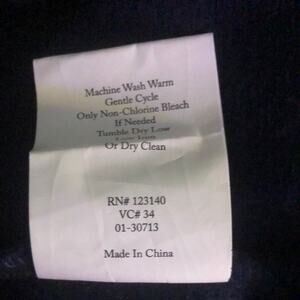 Machine Wash Warm
Gentle Cycle
Only Non-Chlorine Bleach
If Needed
Tumble Dry Low
Or Dry Clean
RN# 123140
VC# 34
01-30713
Made In China